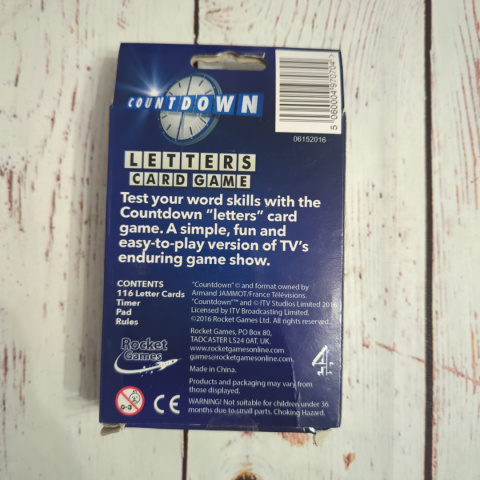 COUNTDOWN
5 060004 970704
06152016
LETTERS
CARD GAME
Test your word skills with the
Countdown "letters" card
game. A simple, fun and
easy-to-play version of TV's
enduring game show.
CONTENTS
116 Letter Cards
Timer
Pad
Rules
"Countdown" © and format owned by
Armand JAMMOT/France Télévisions.
"Countdown"™ and © ITV Studios Limited 2016
Licensed by ITV Broadcasting Limited.
©2016 Rocket Games Ltd. All rights reserved.
Rocket Games, PO Box 80,
TADCASTER LS24 0AT, UK.
www.rocketgamesonline.com
games@rocketgamesonline.com
Made in China.
Products and packaging may vary from
those displayed.
WARNING! Not suitable for children under 36
months due to small parts. Choking Hazard.
Rocket
Games
0-3
CE
4